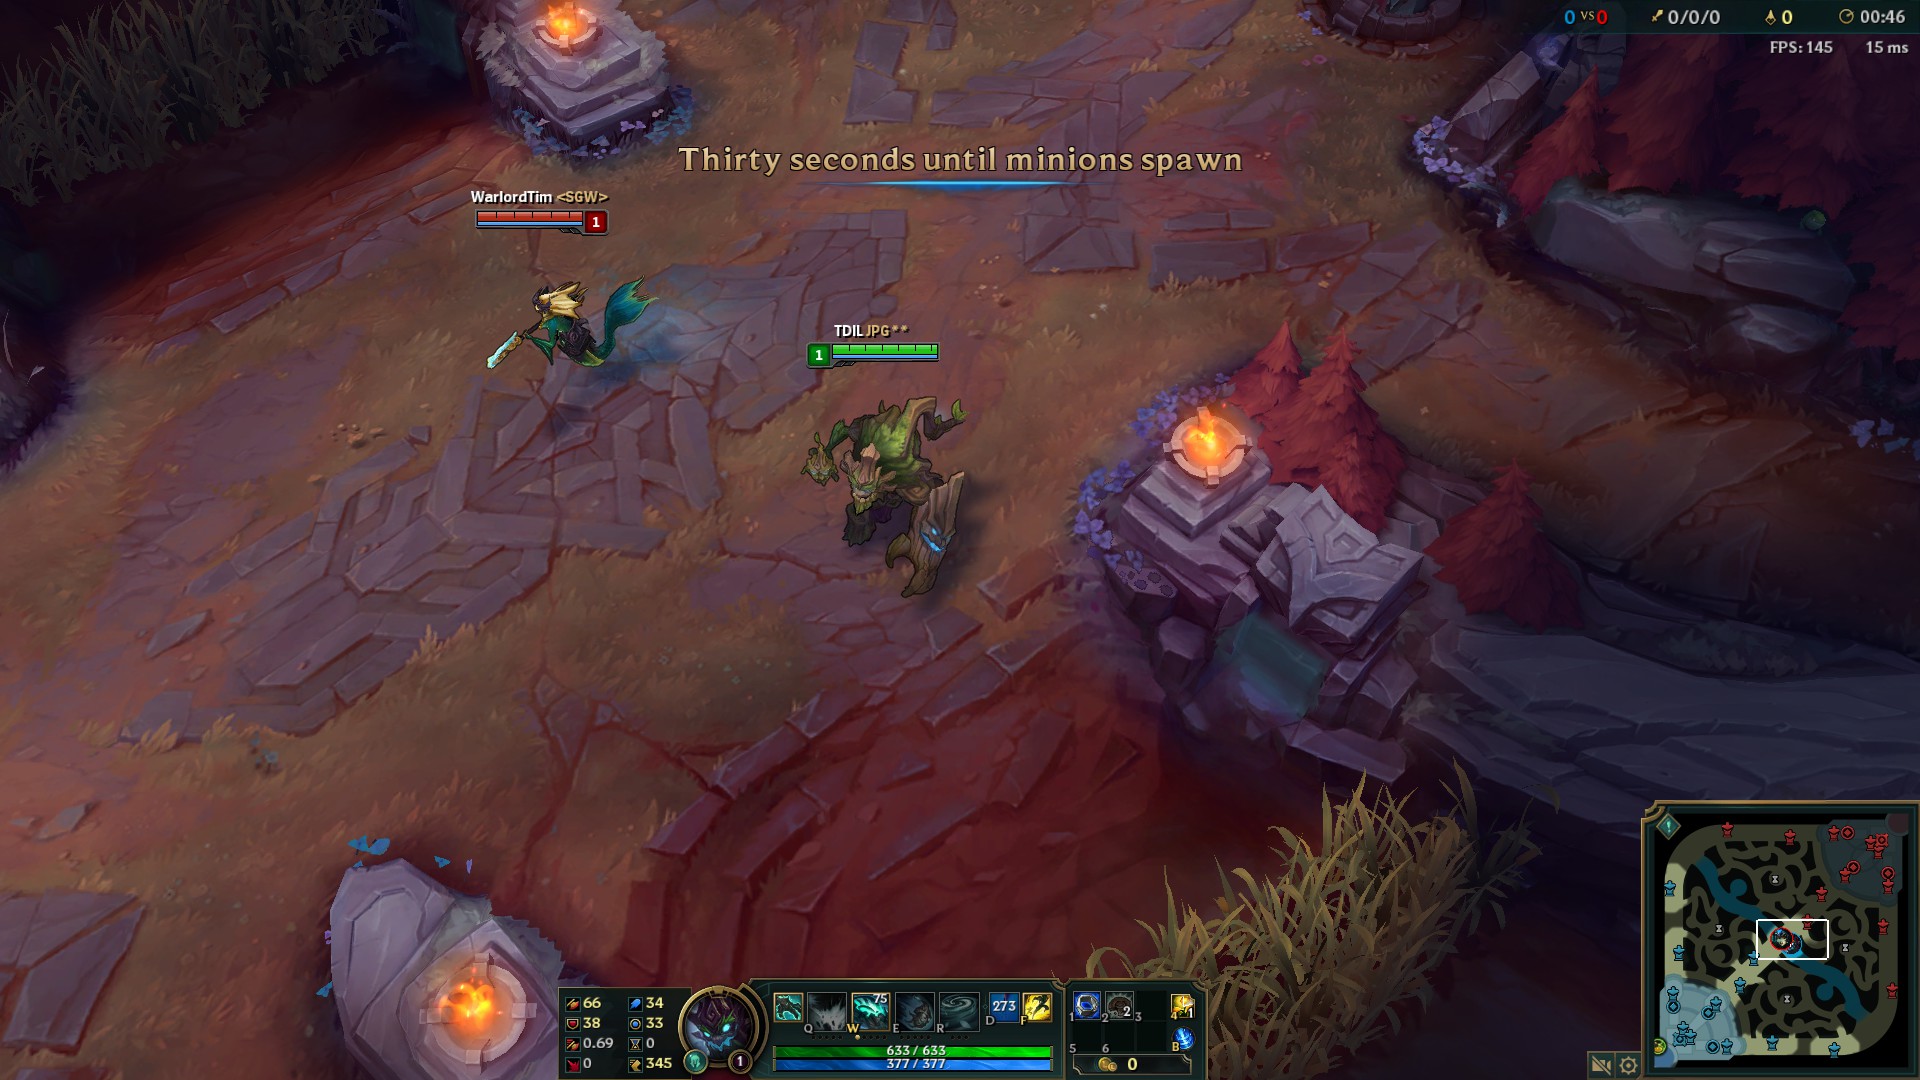 0 VS 0 0/0/0 0 00:46
FPS: 145 15 ms
Thirty seconds until minions spawn
WarlordTim <SGW>
1
TDIL JPG**
1
66 34
38 33
0.69 0
0 345
1
75
Q W E R
273
D F
1 2 2 3 4 1
5 6 B
633 / 633
377 / 377
0